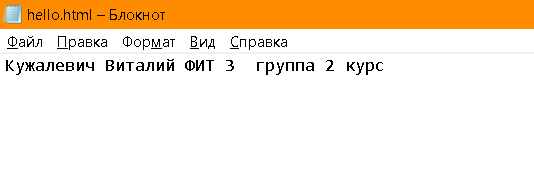 hello.html – Блокнот
Файл Правка Формат Вид Справка
Кужалевич Виталий ФИТ 3  группа 2 курс